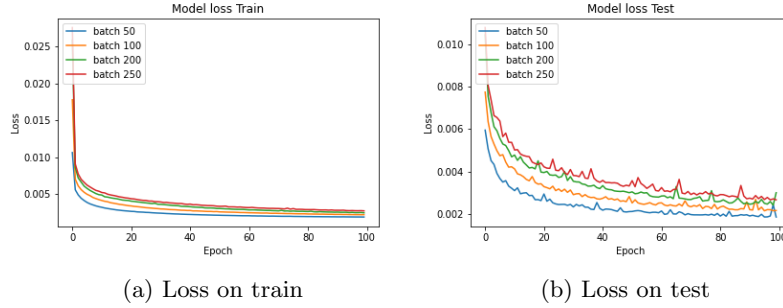 Model loss Train
batch 50
batch 100
batch 200
batch 250
0.025
0.020
0.015
0.010
0.005
Loss
0 20 40 60 80 100
Epoch
(a) Loss on train
Model loss Test
batch 50
batch 100
batch 200
batch 250
0.010
0.008
0.006
0.004
0.002
Loss
0 20 40 60 80 100
Epoch
(b) Loss on test